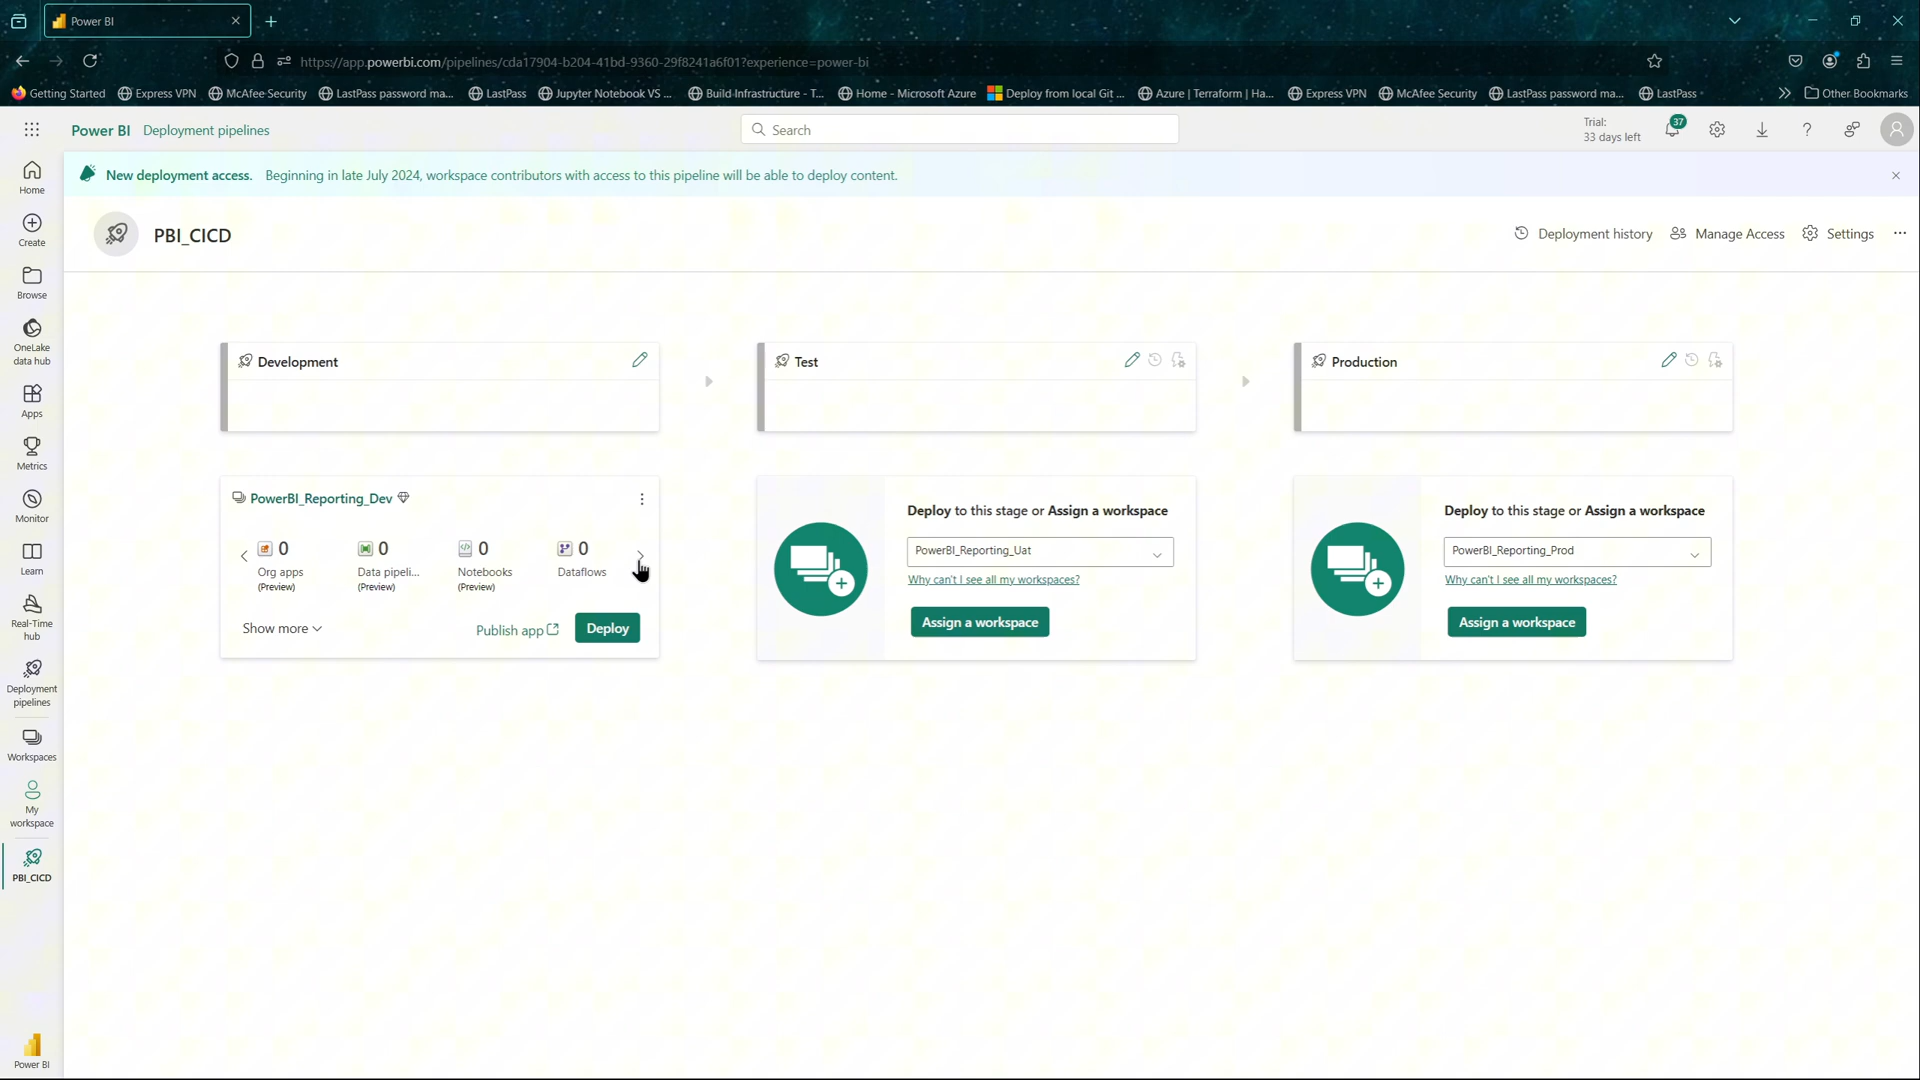 Power BI
https://app.powerbi.com/pipelines/cda17904-b204-41bd-9360-29f8241a6f01?experience=power-bi
Getting Started
Express VPN
McAfee Security
LastPass password ma...
LastPass
Jupyter Notebook VS ...
Build-Infrastructure - T...
Home - Microsoft Azure
Deploy from local Git ...
Azure | Terraform | Ha...
Express VPN
McAfee Security
LastPass password ma...
LastPass
Other Bookmarks
Power BI Deployment pipelines
Search
Trial:
33 days left
37
New deployment access. Beginning in late July 2024, workspace contributors with access to this pipeline will be able to deploy content.
Home
Create
Browse
OneLake
data hub
Apps
Metrics
Monitor
Learn
Real-Time
hub
Deployment
pipelines
Workspaces
My
workspace
PBI_CICD
Power BI
PBI_CICD
Deployment history
Manage Access
Settings
Development
Test
Production
PowerBI_Reporting_Dev
0
Org apps
(Preview)
0
Data pipeli...
(Preview)
0
Notebooks
(Preview)
0
Dataflows
Show more
Publish app
Deploy
Deploy to this stage or Assign a workspace
PowerBI_Reporting_Uat
Why can't I see all my workspaces?
Assign a workspace
Deploy to this stage or Assign a workspace
PowerBI_Reporting_Prod
Why can't I see all my workspaces?
Assign a workspace